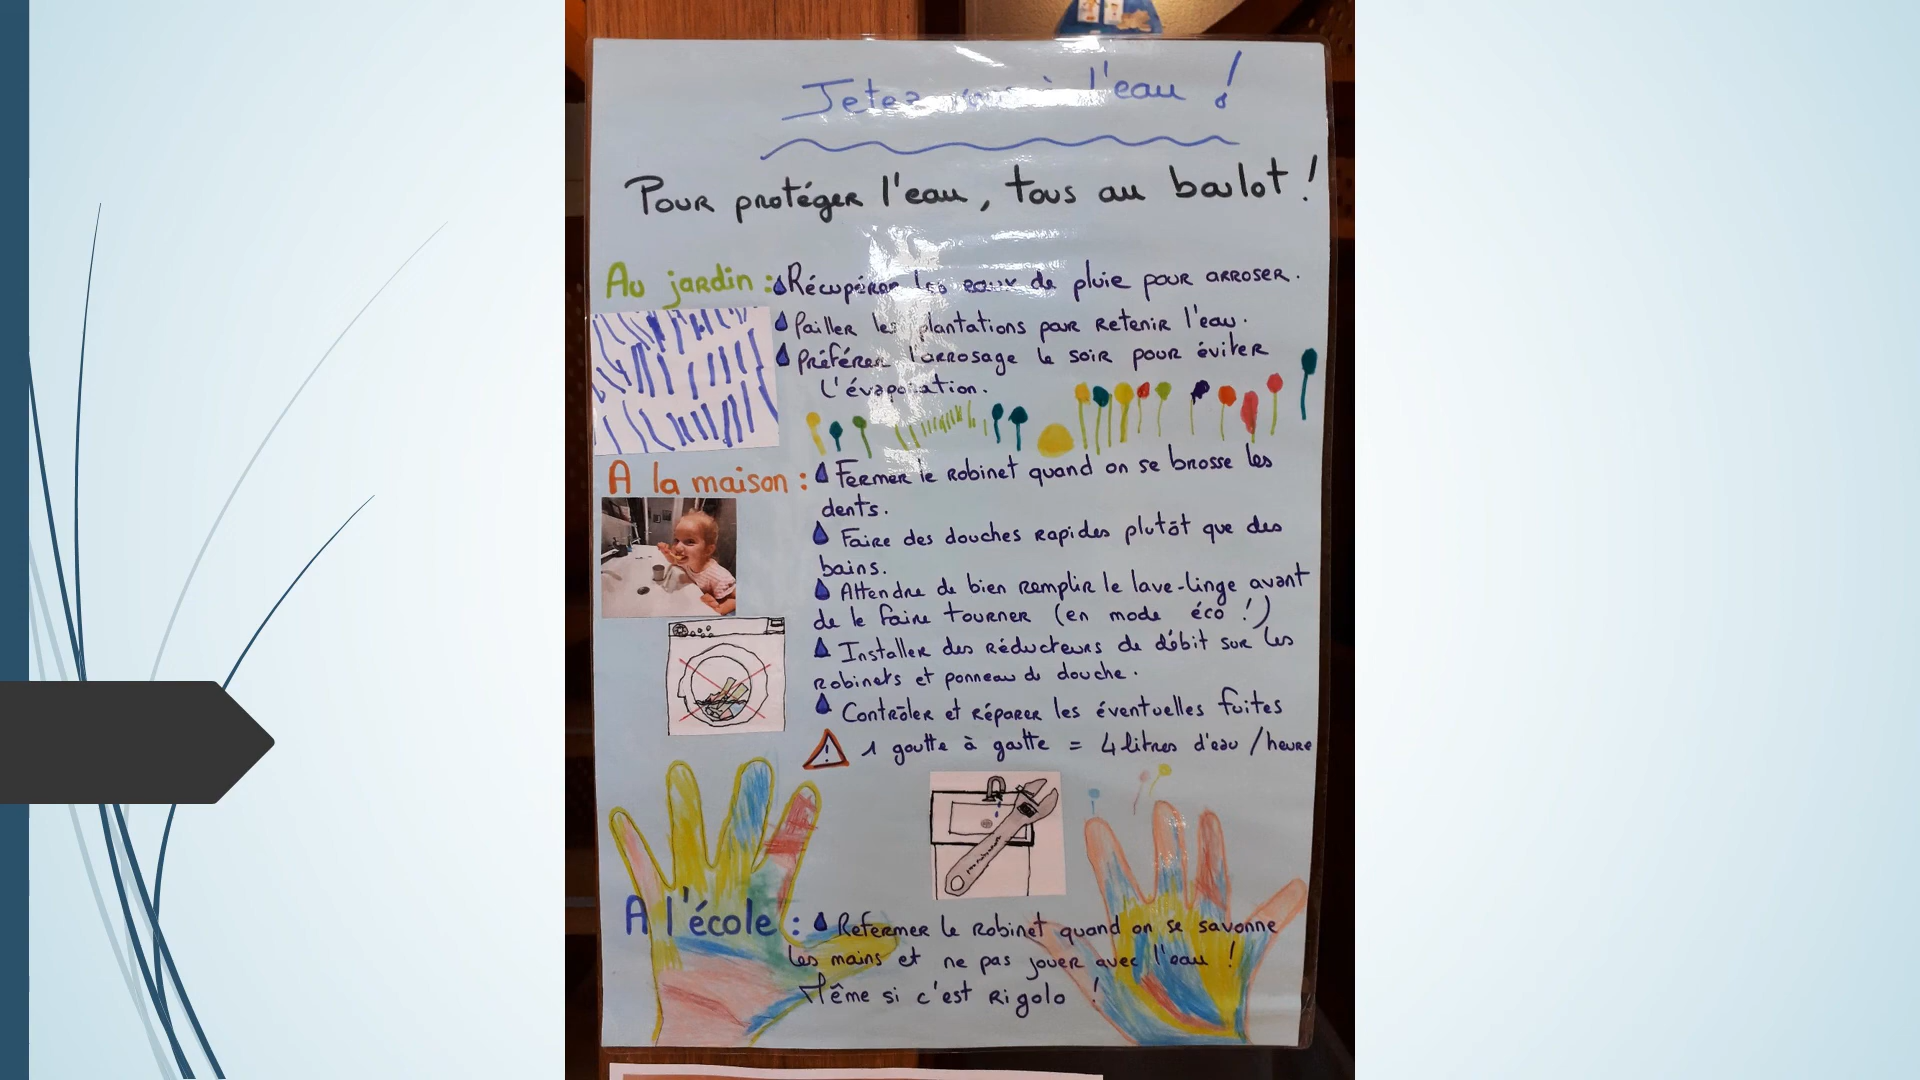 Jetez vous à l'eau !
Pour protéger l'eau, tous au boulot !
Au jardin : Récupérer les eaux de pluie pour arroser.
Pailler les plantations pour retenir l'eau.
Préférer l'arrosage le soir pour éviter
l'évaporation.
A la maison : Fermer le robinet quand on se brosse les
dents.
Faire des douches rapides plutôt que des
bains.
Attendre de bien remplir le lave-linge avant
de le faire tourner (en mode éco !)
Installer des réducteurs de débit sur les
robinets et ponneau de douche.
Contrôler et réparer les éventuelles fuites
1 goutte à goutte = 4 litres d'eau /heure
A l'école : Refermer le robinet quand on se savonne
les mains et ne pas jouer avec l'eau !
Même si c'est rigolo !